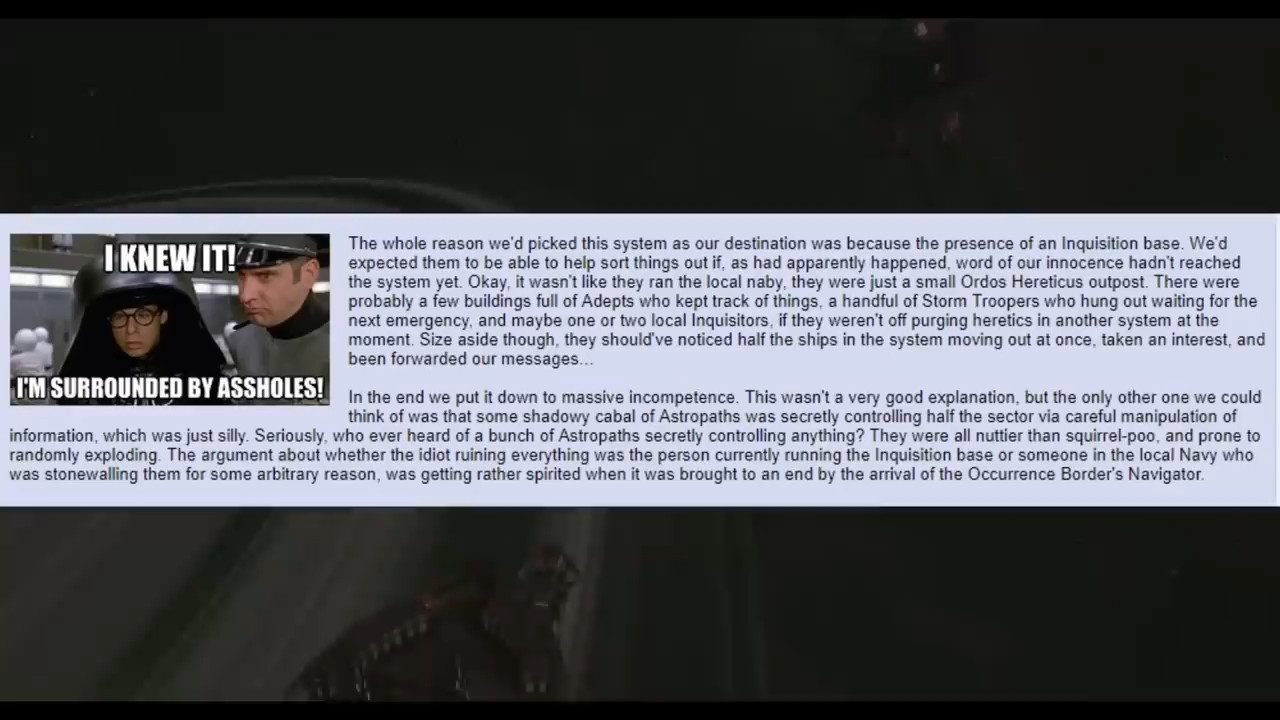 I KNEW IT!
I'M SURROUNDED BY ASSHOLES!
The whole reason we'd picked this system as our destination was because the presence of an Inquisition base. We'd
expected them to be able to help sort things out if, as had apparently happened, word of our innocence hadn't reached
the system yet. Okay, it wasn't like they ran the local naby, they were just a small Ordos Hereticus outpost. There were
probably a few buildings full of Adepts who kept track of things, a handful of Storm Troopers who hung out waiting for the
next emergency, and maybe one or two local Inquisitors, if they weren't off purging heretics in another system at the
moment. Size aside though, they should've noticed half the ships in the system moving out at once, taken an interest, and
been forwarded our messages...
In the end we put it down to massive incompetence. This wasn't a very good explanation, but the only other one we could
think of was that some shadowy cabal of Astropaths was secretly controlling half the sector via careful manipulation of
information, which was just silly. Seriously, who ever heard of a bunch of Astropaths secretly controlling anything? They were all nuttier than squirrel-poo, and prone to
randomly exploding. The argument about whether the idiot ruining everything was the person currently running the Inquisition base or someone in the local Navy who
was stonewalling them for some arbitrary reason, was getting rather spirited when it was brought to an end by the arrival of the Occurrence Border's Navigator.